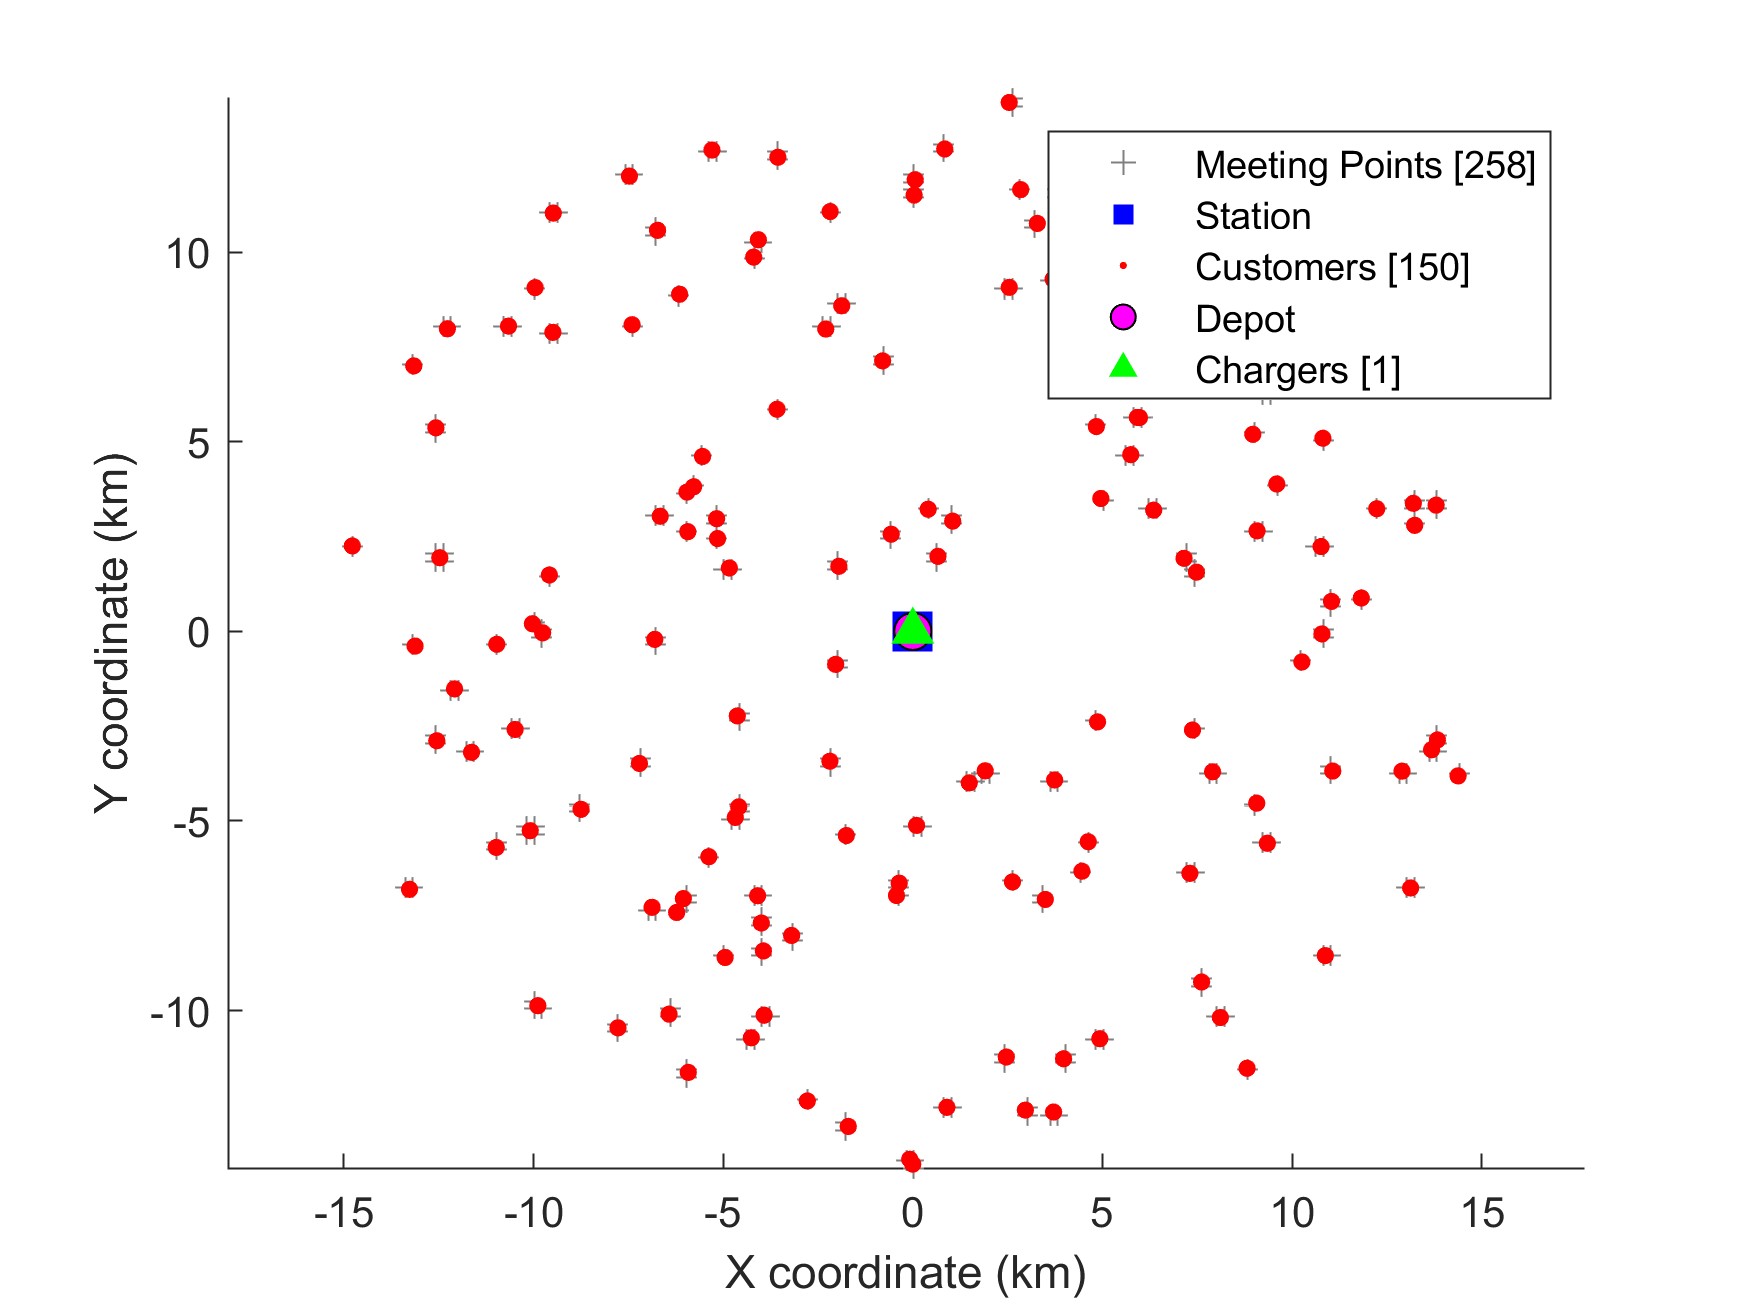 Meeting Points [258]
Station
Customers [150]
Depot
Chargers [1]
10
5
0
-5
-10
Y coordinate (km)
-15 -10 -5 0 5 10 15
X coordinate (km)